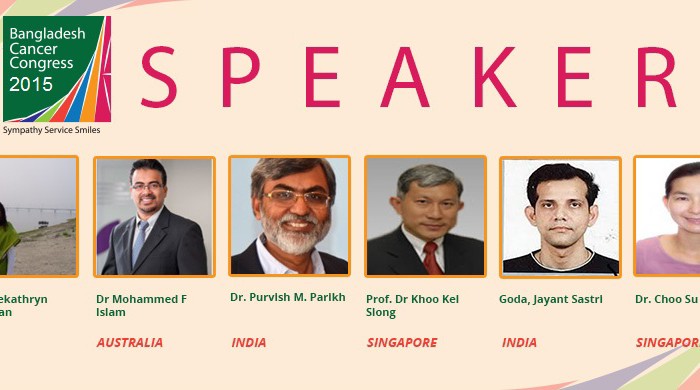 Bangladesh
Cancer
Congress
2015
Sympathy Service Smiles
SPEAKER
ekathryn
an
Dr Mohammed F
Islam
AUSTRALIA
Dr. Purvish M. Parikh
INDIA
Prof. Dr Khoo Kei
Siong
SINGAPORE
Goda, Jayant Sastri
INDIA
Dr. Choo Su
SINGAPOR